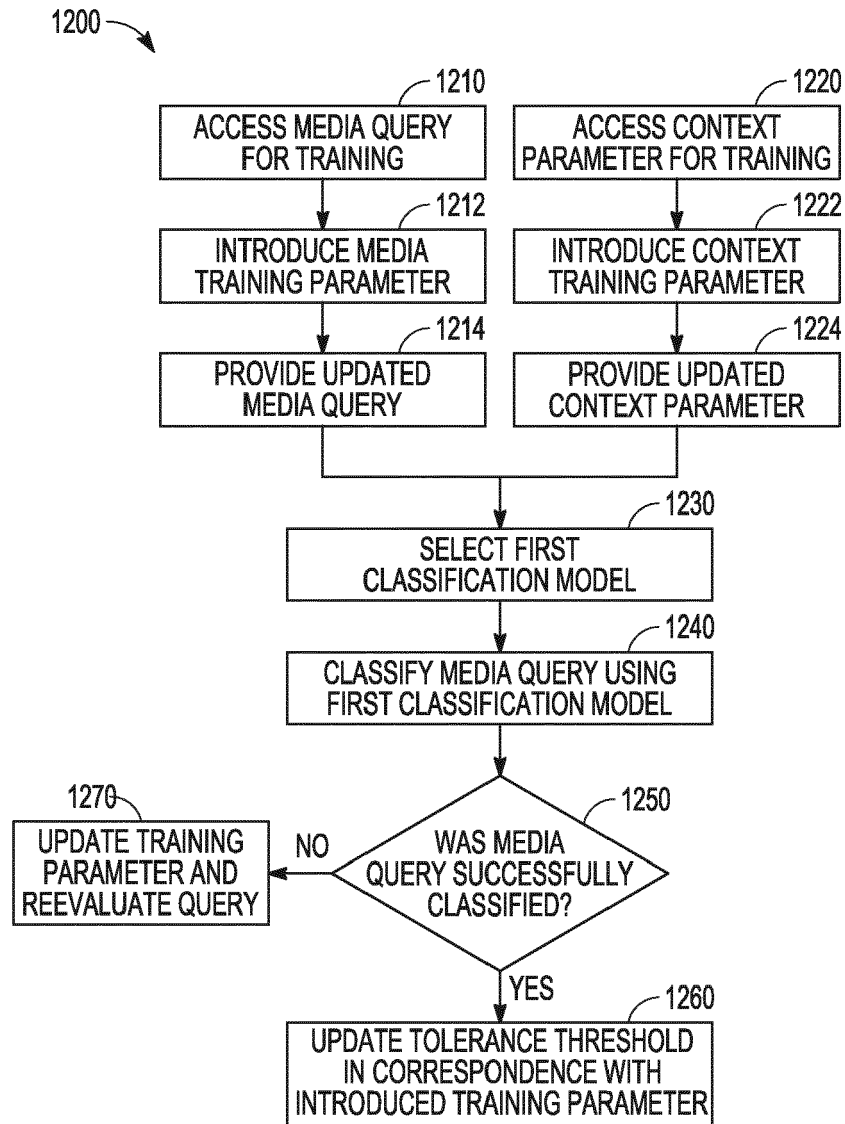 1200
1210
ACCESS MEDIA QUERY
FOR TRAINING
1220
ACCESS CONTEXT
PARAMETER FOR TRAINING
1212
INTRODUCE MEDIA
TRAINING PARAMETER
1222
INTRODUCE CONTEXT
TRAINING PARAMETER
1214
PROVIDE UPDATED
MEDIA QUERY
1224
PROVIDE UPDATED
CONTEXT PARAMETER
1230
SELECT FIRST
CLASSIFICATION MODEL
1240
CLASSIFY MEDIA QUERY USING
FIRST CLASSIFICATION MODEL
1250
WAS MEDIA
QUERY SUCCESSFULLY
CLASSIFIED?
NO
1270
UPDATE TRAINING
PARAMETER AND
REEVALUATE QUERY
YES
1260
UPDATE TOLERANCE THRESHOLD
IN CORRESPONDENCE WITH
INTRODUCED TRAINING PARAMETER